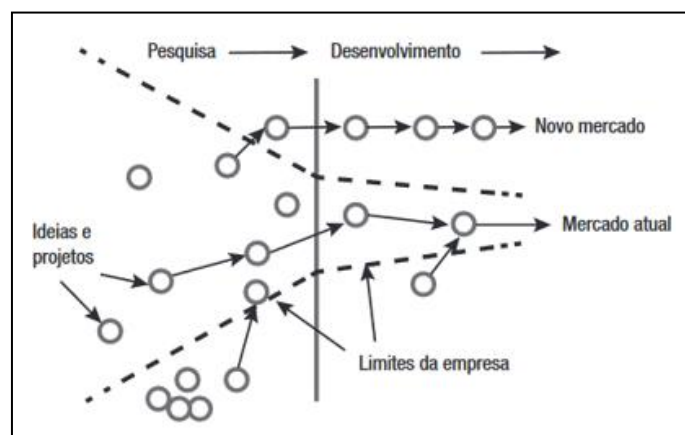 Pesquisa
Desenvolvimento
Novo mercado
Ideias e
projetos
Mercado atual
Limites da empresa